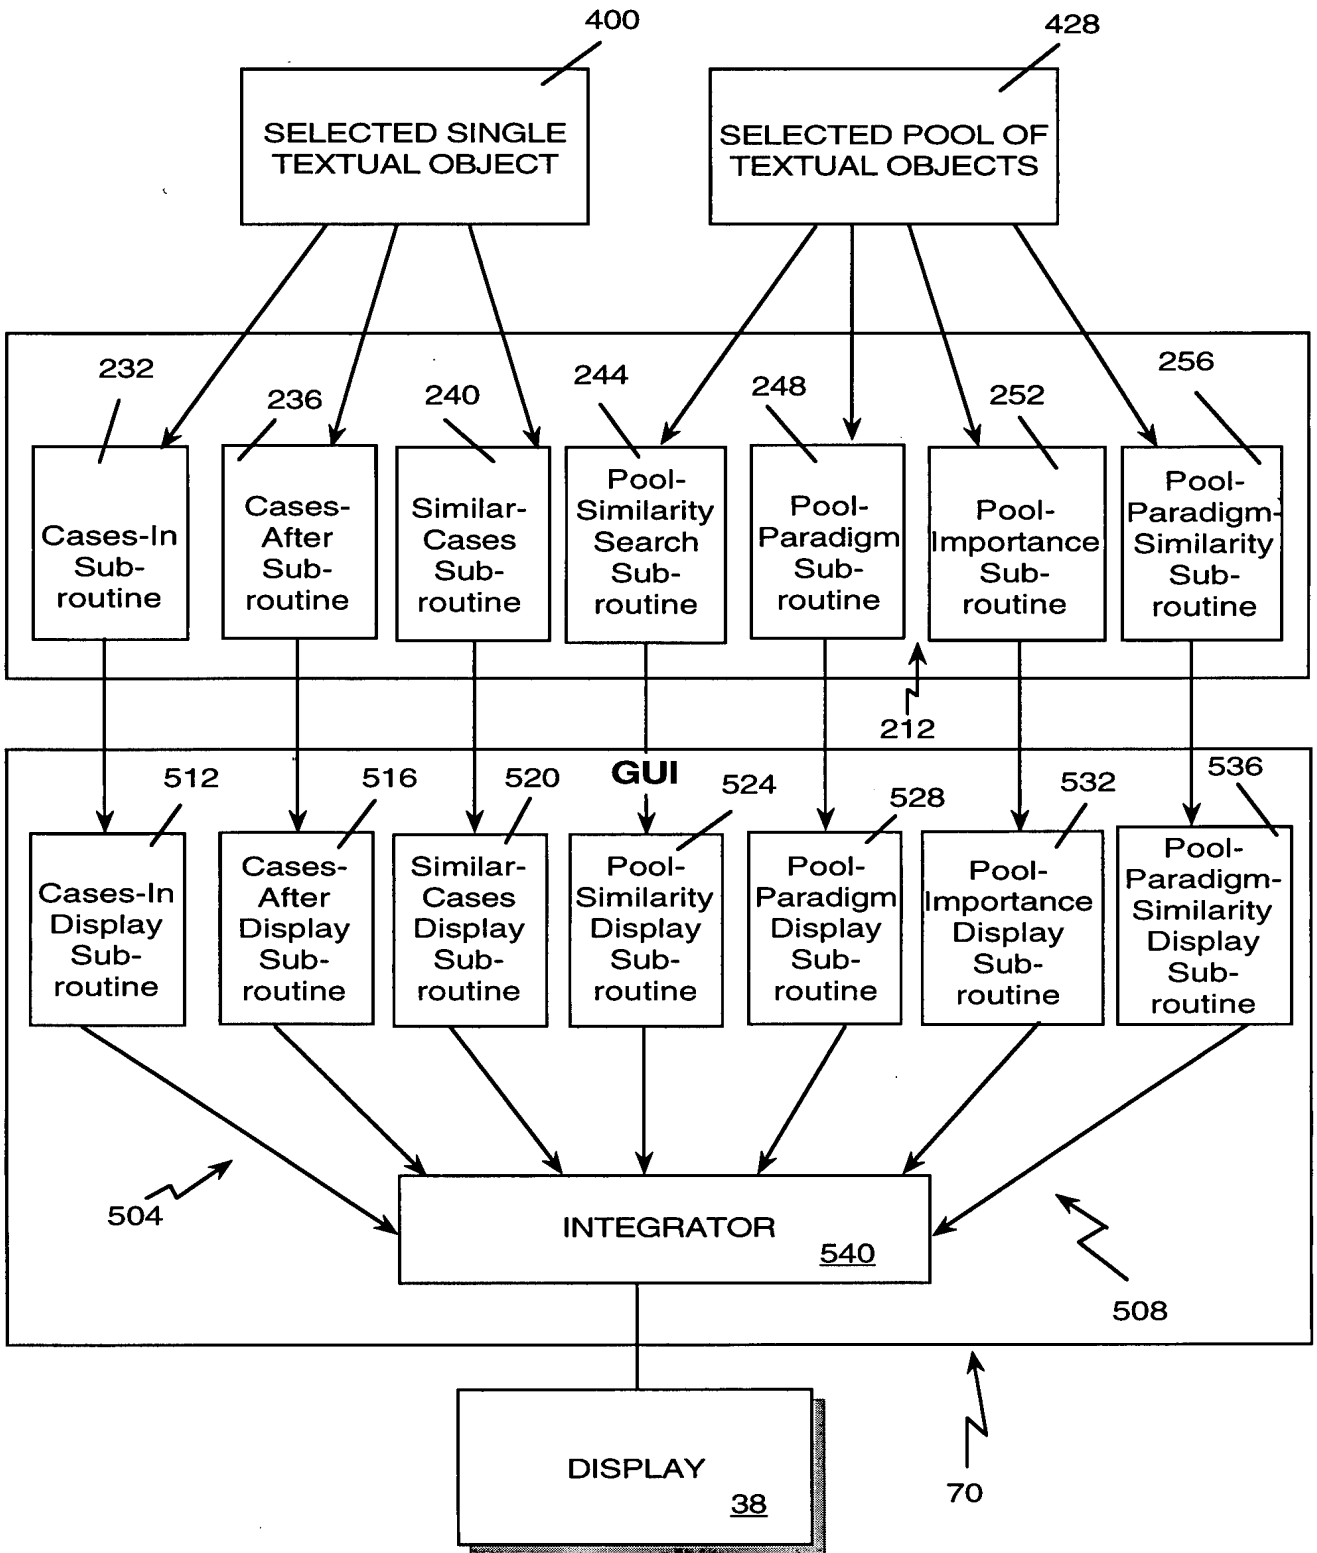 400
428
SELECTED SINGLE
TEXTUAL OBJECT
SELECTED POOL OF
TEXTUAL OBJECTS
232
236
240
244
248
252
256
Cases-In
Sub-
routine
Cases-
After
Sub-
routine
Similar-
Cases
Sub-
routine
Pool-
Similarity
Search
Sub-
routine
Pool-
Paradigm
Sub-
routine
Pool-
Importance
Sub-
routine
Pool-
Paradigm-
Similarity
Sub-
routine
212
GUI
512
516
520
524
528
532
536
Cases-In
Display
Sub-
routine
Cases-
After
Display
Sub-
routine
Similar-
Cases
Display
Sub-
routine
Pool-
Similarity
Display
Sub-
routine
Pool-
Paradigm
Display
Sub-
routine
Pool-
Importance
Display
Sub-
routine
Pool-
Paradigm-
Similarity
Display
Sub-
routine
504
INTEGRATOR
540
508
DISPLAY
38
70